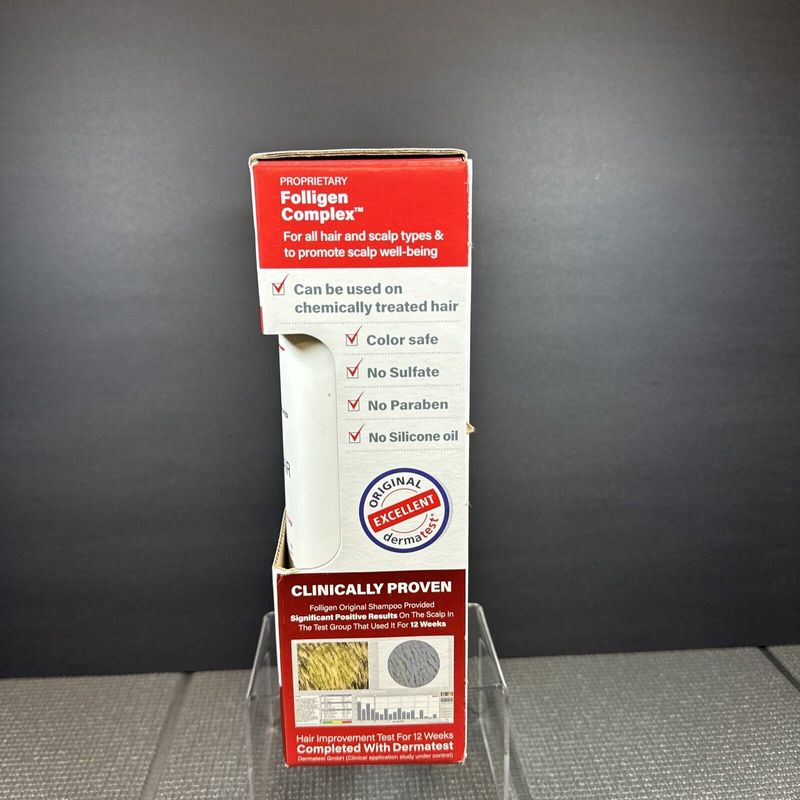 PROPRIETARY
Folligen
Complex™
For all hair and scalp types &
to promote scalp well-being
Can be used on
chemically treated hair
Color safe
No Sulfate
No Paraben
No Silicone oil
ORIGINAL
EXCELLENT
dermatest®
CLINICALLY PROVEN
Folligen Original Shampoo Provided
Significant Positive Results On The Scalp In
The Test Group That Used It For 12 Weeks
Hair Improvement Test For 12 Weeks
Completed With Dermatest
Dermatest GmbH (Clinical application study under control)